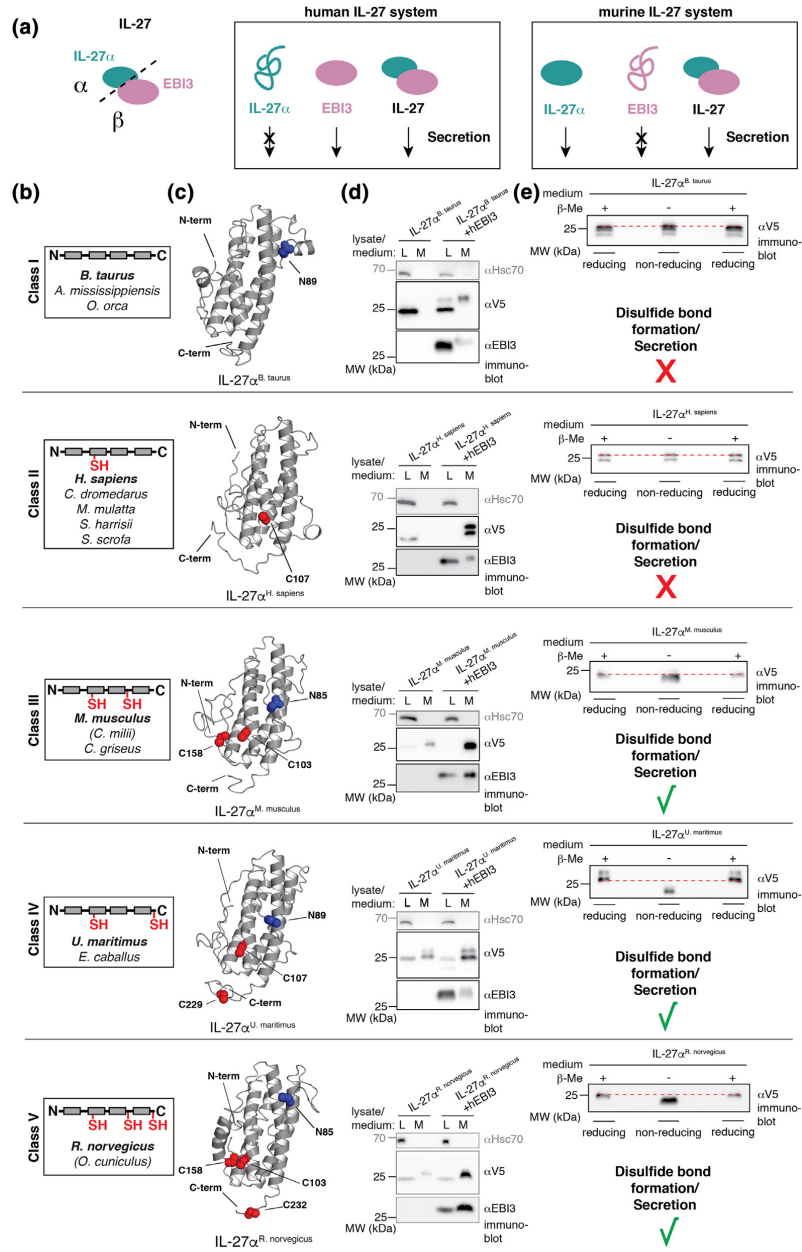 (a)
IL-27
IL-27α
EBI3
α
β
human IL-27 system
IL-27α
EBI3
IL-27
X
Secretion
murine IL-27 system
IL-27α
EBI3
IL-27
X
Secretion
(b)
(c)
(d)
(e)
Class I
N C
B. taurus
A. mississippiensis
O. orca
N-term
N89
C-term
IL-27α B. taurus
IL-27α B. taurus
IL-27α B. taurus
+hEBI3
lysate/
medium: L M L M
70
αHsc70
αV5
αEBI3
25
MW (kDa)
immuno-
blot
IL-27α B. taurus
medium
β-Me + - +
25
αV5
immuno-
blot
MW (kDa)
reducing non-reducing reducing
Disulfide bond
formation/
Secretion
X
Class II
N C
SH
H. sapiens
C. dromedarus
M. mulatta
S. harrisii
S. scrofa
N-term
C-term
C107
IL-27α H. sapiens
IL-27α H. sapiens
IL-27α H. sapiens
+hEBI3
lysate/
medium: L M L M
70
αHsc70
25
αV5
αEBI3
25
MW (kDa)
immuno-
blot
IL-27α H. sapiens
medium
β-Me + - +
25
αV5
immuno-
blot
MW (kDa)
reducing non-reducing reducing
Disulfide bond
formation/
Secretion
X
Class III
N C
SH SH
M. musculus
(C. milii)
C. griseus
N-term
N85
C158
C103
C-term
IL-27α M. musculus
IL-27α M. musculus
IL-27α M. musculus
+hEBI3
lysate/
medium: L M L M
70
αHsc70
25
αV5
αEBI3
25
MW (kDa)
immuno-
blot
IL-27α M. musculus
medium
β-Me + - +
25
αV5
immuno-
blot
MW (kDa)
reducing non-reducing reducing
Disulfide bond
formation/
Secretion
√
Class IV
N C
SH SH
U. maritimus
E. caballus
N-term
N89
C107
C229
C-term
IL-27α U. maritimus
IL-27α U. maritimus
IL-27α U. maritimus
+hEBI3
lysate/
medium: L M L M
70
αHsc70
25
αV5
αEBI3
25
MW (kDa)
immuno-
blot
IL-27α U. maritimus
medium
β-Me + - +
25
αV5
immuno-
blot
MW (kDa)
reducing non-reducing reducing
Disulfide bond
formation/
Secretion
√
Class V
N C
SH SH SH
R. norvegicus
(O. cuniculus)
N-term
N85
C158
C103
C-term
C232
IL-27α R. norvegicus
IL-27α R. norvegicus
IL-27α R. norvegicus
+hEBI3
lysate/
medium: L M L M
70
αHsc70
25
αV5
αEBI3
25
MW (kDa)
immuno-
blot
IL-27α R. norvegicus
medium
β-Me + - +
25
αV5
immuno-
blot
MW (kDa)
reducing non-reducing reducing
Disulfide bond
formation/
Secretion
√